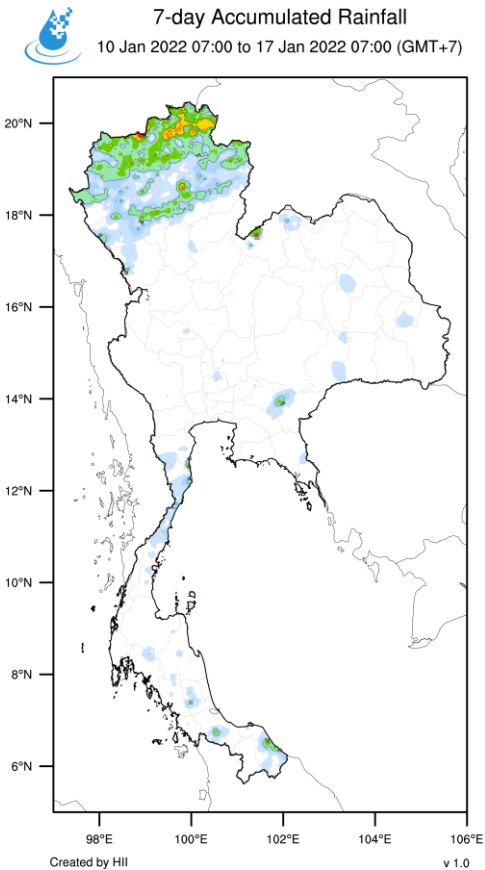 7-day Accumulated Rainfall
10 Jan 2022 07:00 to 17 Jan 2022 07:00 (GMT+7)
20°N
18°N
16°N
14°N
12°N
10°N
8°N
6°N
98°E
100°E
102°E
104°E
106°E
Created by HII
v 1.0